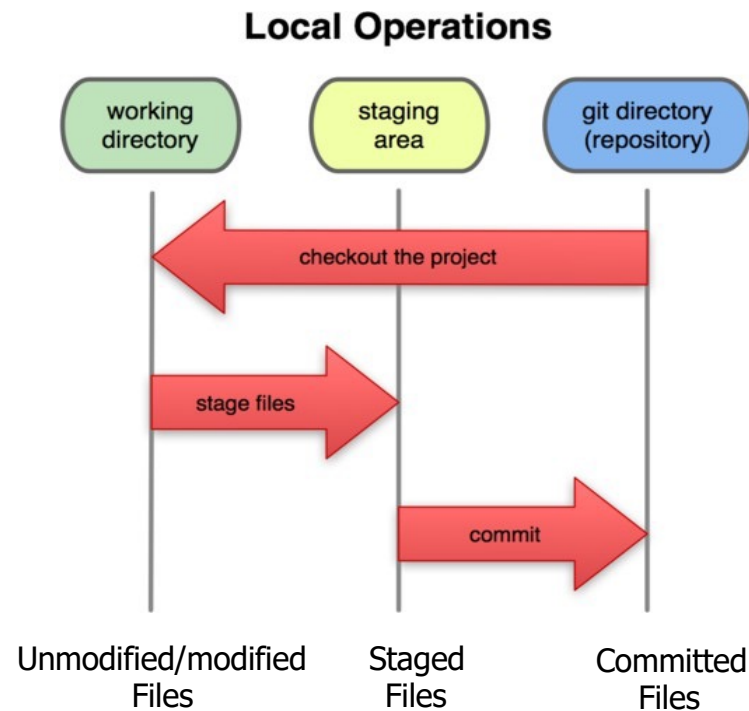 Local Operations
working
directory
staging
area
git directory
(repository)
checkout the project
stage files
commit
Unmodified/modified
Files
Staged
Files
Committed
Files